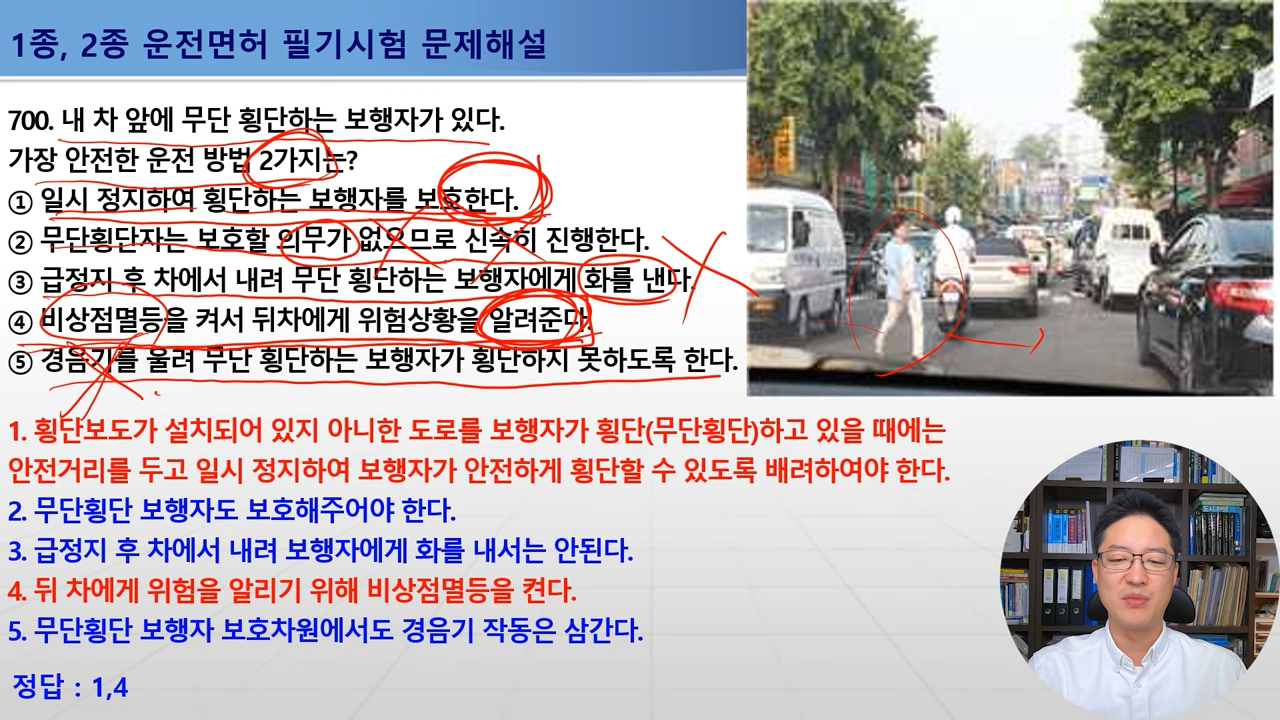 1종, 2종 운전면허 필기시험 문제해설
700. 내 차 앞에 무단 횡단하는 보행자가 있다.
가장 안전한 운전 방법 2가지는?
① 일시 정지하여 횡단하는 보행자를 보호한다.
② 무단횡단자는 보호할 의무가 없으므로 신속히 진행한다.
③ 급정지 후 차에서 내려 무단 횡단하는 보행자에게 화를 낸다.
④ 비상점멸등을 켜서 뒤차에게 위험상황을 알려준다.
⑤ 경음기를 울려 무단 횡단하는 보행자가 횡단하지 못하도록 한다.
1. 횡단보도가 설치되어 있지 아니한 도로를 보행자가 횡단(무단횡단)하고 있을 때에는
안전거리를 두고 일시 정지하여 보행자가 안전하게 횡단할 수 있도록 배려하여야 한다.
2. 무단횡단 보행자도 보호해주어야 한다.
3. 급정지 후 차에서 내려 보행자에게 화를 내서는 안된다.
4. 뒤 차에게 위험을 알리기 위해 비상점멸등을 켠다.
5. 무단횡단 보행자 보호차원에서도 경음기 작동은 삼간다.
정답 : 1,4